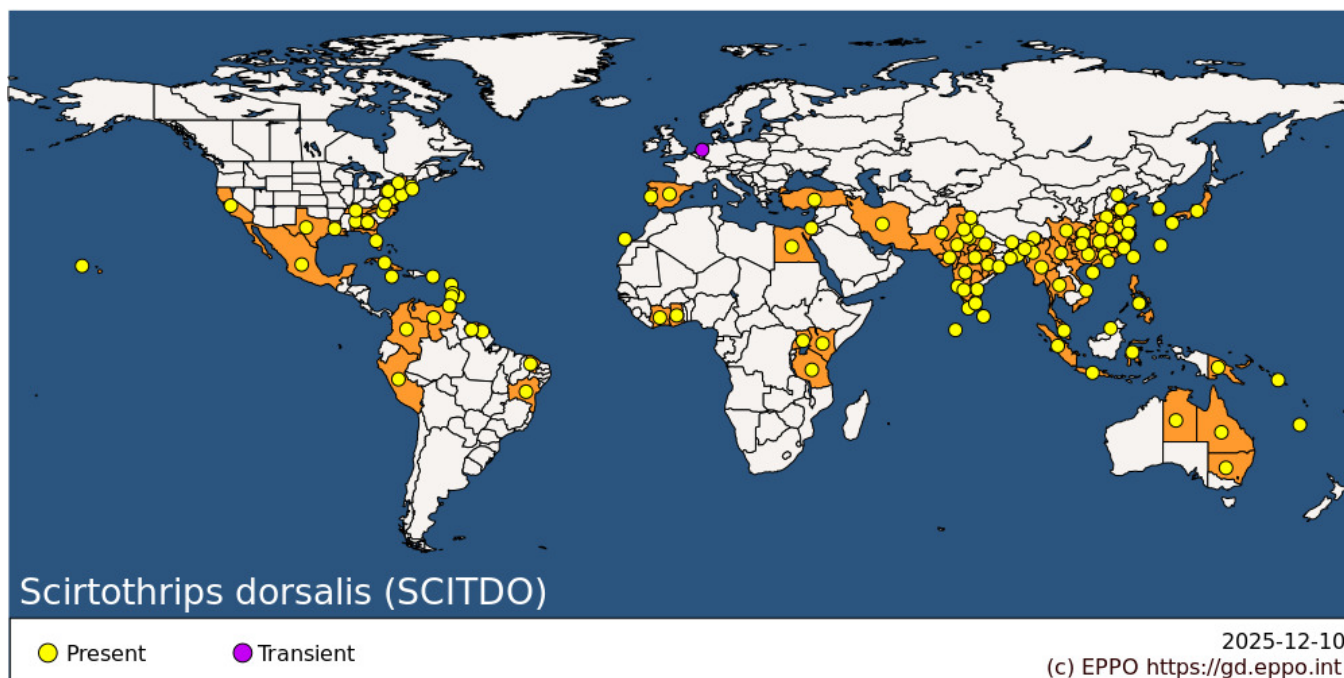 Scirtothrips dorsalis (SCITDO)
Present
Transient
2025-12-10
(c) EPPO https://gd.eppo.int